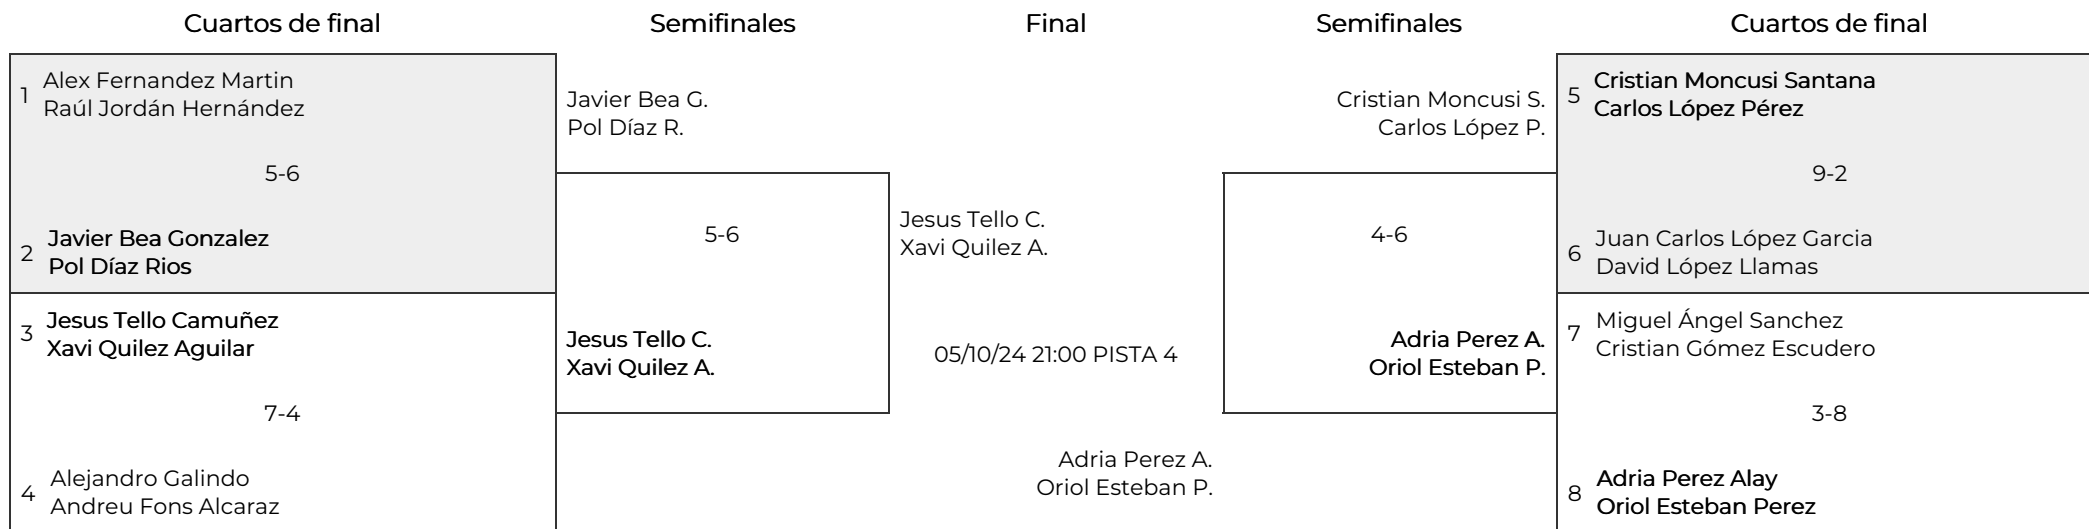 Cuartos de final
Semifinales
Final
Semifinales
Cuartos de final
1
Alex Fernandez Martin
Raúl Jordán Hernández
5-6
2
Javier Bea Gonzalez
Pol Díaz Rios
3
Jesus Tello Camuñez
Xavi Quilez Aguilar
7-4
4
Alejandro Galindo
Andreu Fons Alcaraz
Javier Bea G.
Pol Díaz R.
5-6
Jesus Tello C.
Xavi Quilez A.
Jesus Tello C.
Xavi Quilez A.
05/10/24 21:00 PISTA 4
Adria Perez A.
Oriol Esteban P.
Cristian Moncusi S.
Carlos López P.
4-6
Adria Perez A.
Oriol Esteban P.
5
Cristian Moncusi Santana
Carlos López Pérez
9-2
6
Juan Carlos López Garcia
David López Llamas
7
Miguel Ángel Sanchez
Cristian Gómez Escudero
3-8
8
Adria Perez Alay
Oriol Esteban Perez